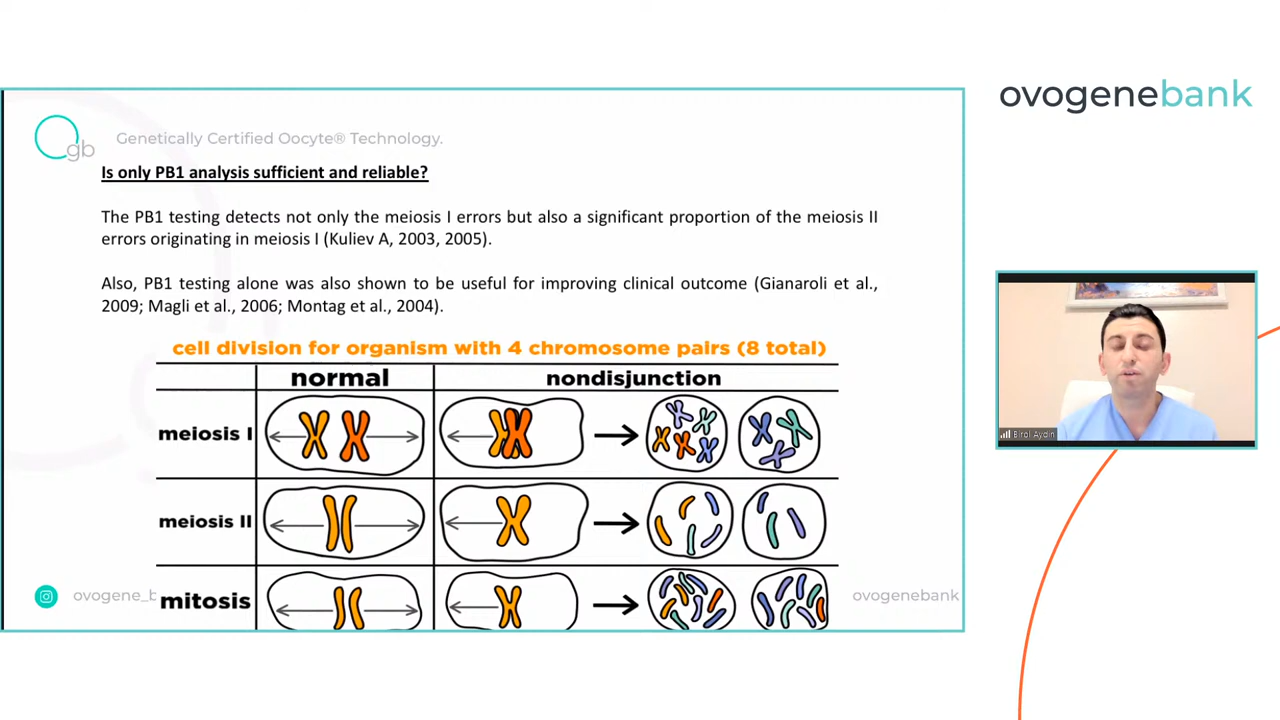 ovogenebank
gb
Genetically Certified Oocyte® Technology.
Is only PB1 analysis sufficient and reliable?
The PB1 testing detects not only the meiosis I errors but also a significant proportion of the meiosis II
errors originating in meiosis I (Kuliev A, 2003, 2005).
Also, PB1 testing alone was also shown to be useful for improving clinical outcome (Gianaroli et al.,
2009; Magli et al., 2006; Montag et al., 2004).
cell division for organism with 4 chromosome pairs (8 total)
normal nondisjunction
meiosis I
meiosis II
mitosis
ovogene_b
ovogenebank
Birol Aydin